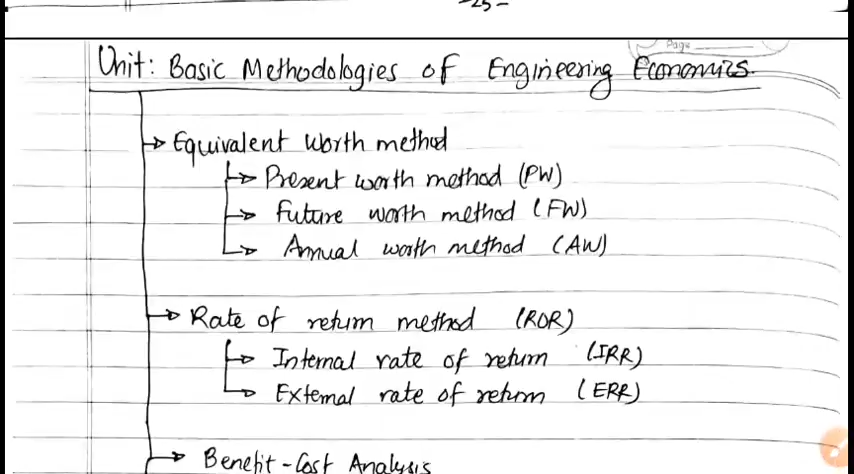 -25-
Page
Unit: Basic Methodologies of Engineering Economics.
Equivalent worth method
Present worth method (PW)
Future worth method (FW)
Annual worth method (AW)
Rate of return method (ROR)
Internal rate of return (IRR)
External rate of return (ERR)
Benefit-Cost Analysis